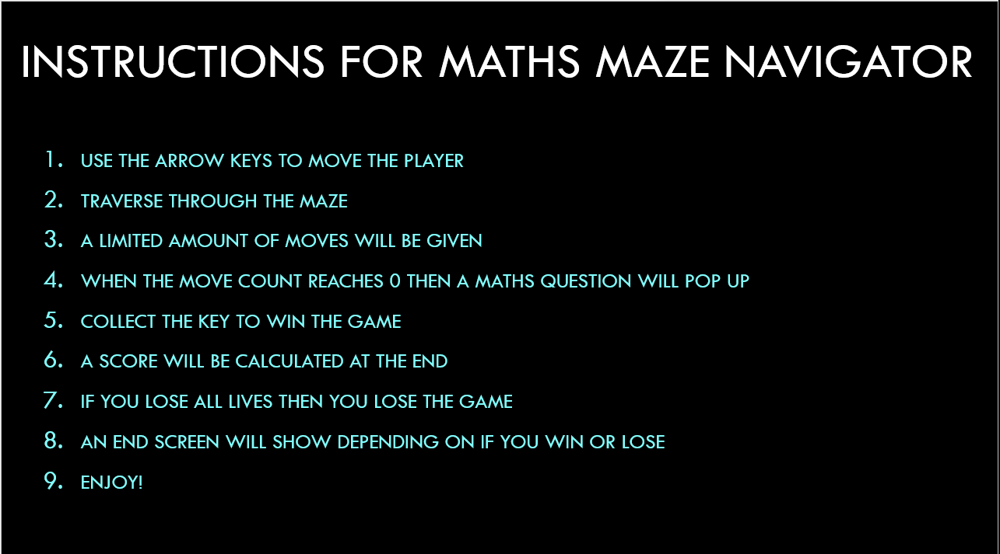 INSTRUCTIONS FOR MATHS MAZE NAVIGATOR
1. USE THE ARROW KEYS TO MOVE THE PLAYER
2. TRAVERSE THROUGH THE MAZE
3. A LIMITED AMOUNT OF MOVES WILL BE GIVEN
4. WHEN THE MOVE COUNT REACHES 0 THEN A MATHS QUESTION WILL POP UP
5. COLLECT THE KEY TO WIN THE GAME
6. A SCORE WILL BE CALCULATED AT THE END
7. IF YOU LOSE ALL LIVES THEN YOU LOSE THE GAME
8. AN END SCREEN WILL SHOW DEPENDING ON IF YOU WIN OR LOSE
9. ENJOY!